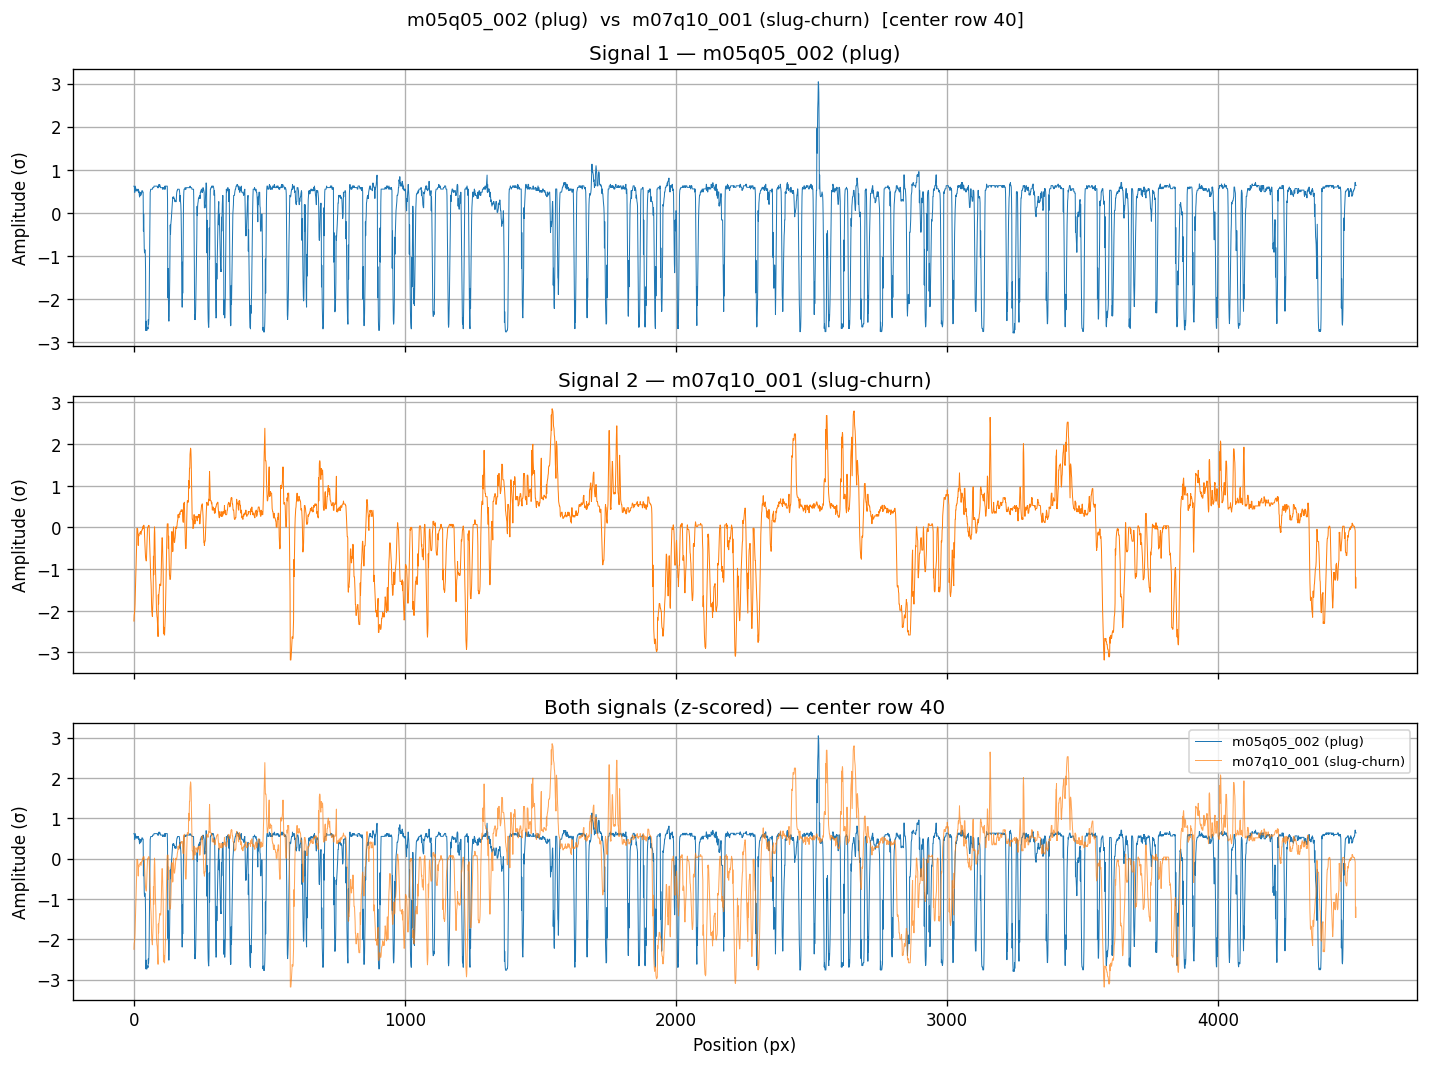 m05q05_002 (plug)  vs  m07q10_001 (slug-churn)  [center row 40]
Signal 1 — m05q05_002 (plug)
Amplitude (σ)
3
2
1
0
−1
−2
−3
Signal 2 — m07q10_001 (slug-churn)
Amplitude (σ)
3
2
1
0
−1
−2
−3
Both signals (z-scored) — center row 40
Amplitude (σ)
3
2
1
0
−1
−2
−3
m05q05_002 (plug)
m07q10_001 (slug-churn)
0 1000 2000 3000 4000
Position (px)